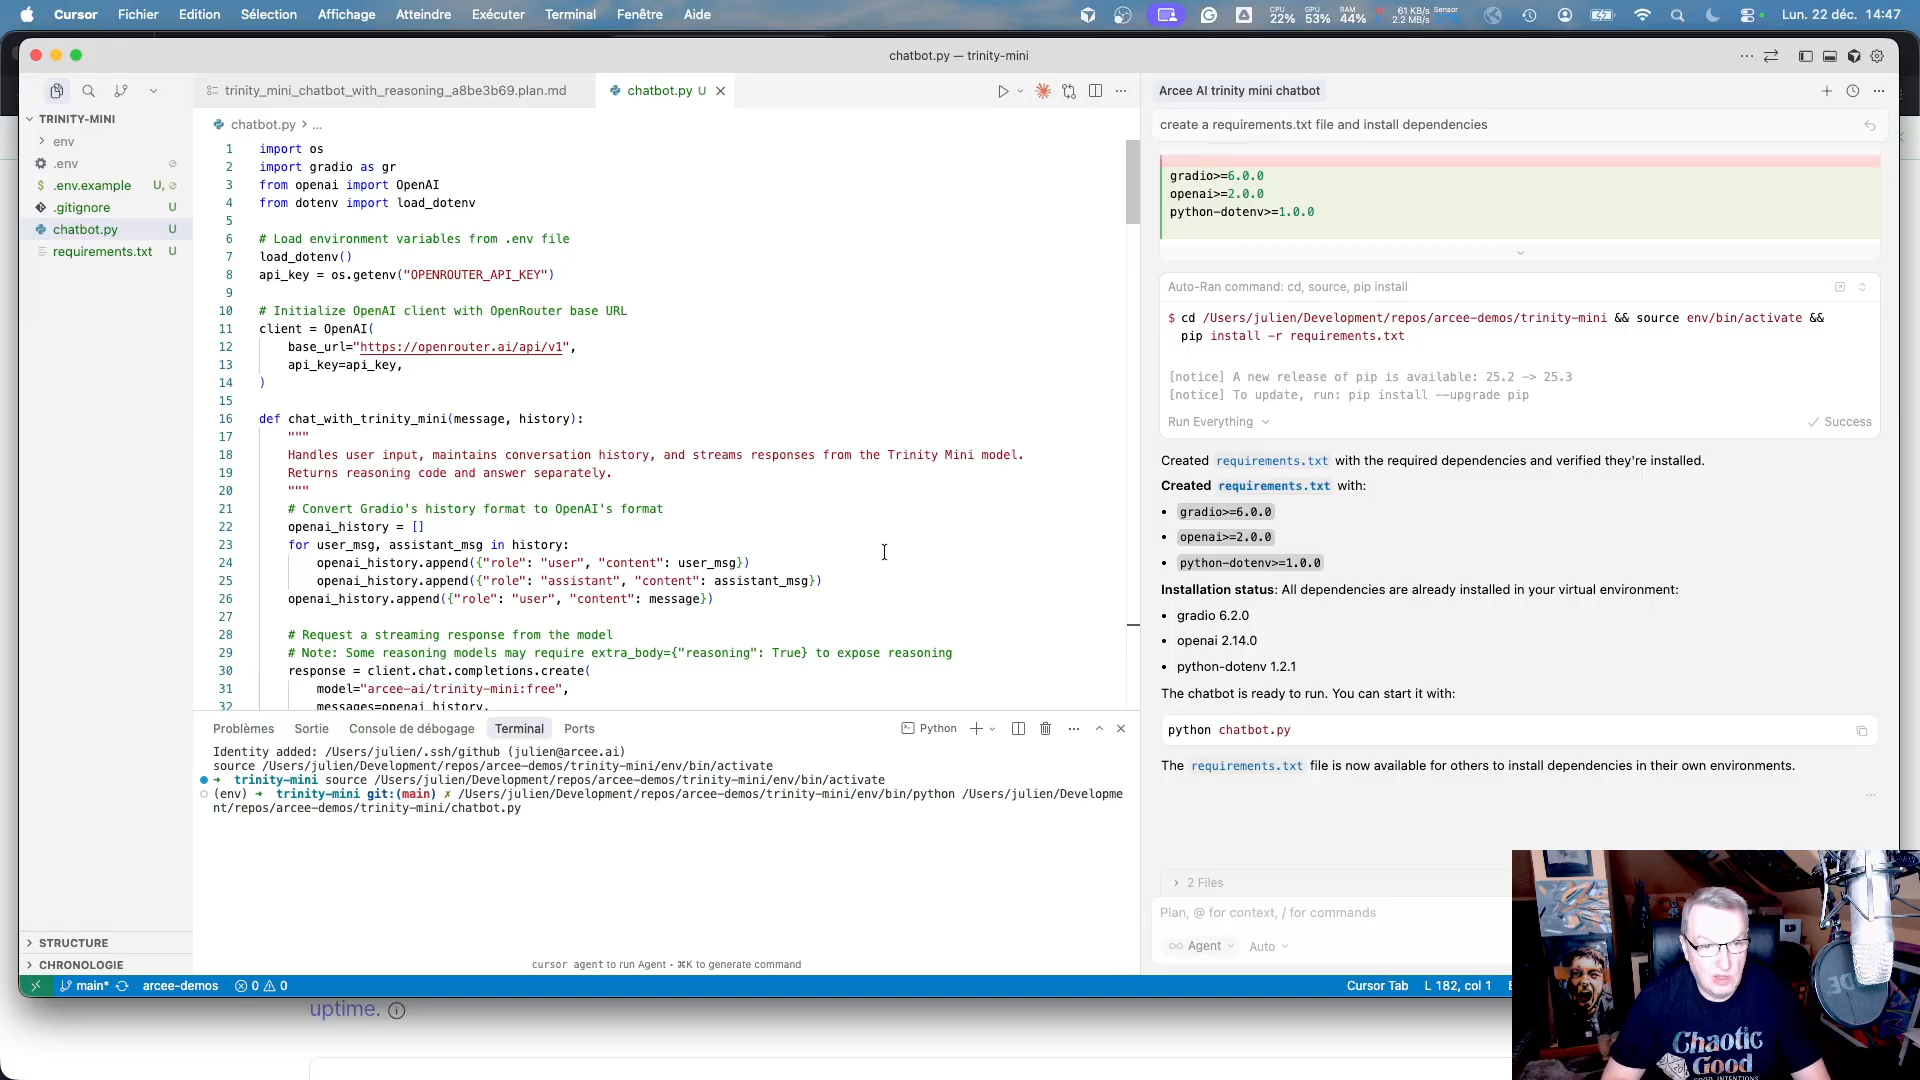 Cursor Fichier Edition Sélection Affichage Atteindre Exécuter Terminal Fenêtre Aide
CPU 22% GPU 53% RAM 44% 61 KB/s 2.2 MB/s Sensor Lun. 22 déc. 14:47
chatbot.py — trinity-mini
trinity_mini_chatbot_with_reasoning_a8be3b69.plan.md
chatbot.py U
TRINITY-MINI
env
.env
.env.example U,
.gitignore U
chatbot.py U
requirements.txt U
STRUCTURE
CHRONOLOGIE
chatbot.py > ...
1 import os
2 import gradio as gr
3 from openai import OpenAI
4 from dotenv import load_dotenv
5
6 # Load environment variables from .env file
7 load_dotenv()
8 api_key = os.getenv("OPENROUTER_API_KEY")
9
10 # Initialize OpenAI client with OpenRouter base URL
11 client = OpenAI(
12 base_url="https://openrouter.ai/api/v1",
13 api_key=api_key,
14 )
15
16 def chat_with_trinity_mini(message, history):
17 """
18 Handles user input, maintains conversation history, and streams responses from the Trinity Mini model.
19 Returns reasoning code and answer separately.
20 """
21 # Convert Gradio's history format to OpenAI's format
22 openai_history = []
23 for user_msg, assistant_msg in history:
24 openai_history.append({"role": "user", "content": user_msg})
25 openai_history.append({"role": "assistant", "content": assistant_msg})
26 openai_history.append({"role": "user", "content": message})
27
28 # Request a streaming response from the model
29 # Note: Some reasoning models may require extra_body={"reasoning": True} to expose reasoning
30 response = client.chat.completions.create(
31 model="arcee-ai/trinity-mini:free",
32 messages=openai_history,
Problèmes Sortie Console de débogage Terminal Ports
Python
Identity added: /Users/julien/.ssh/github (julien@arcee.ai)
source /Users/julien/Development/repos/arcee-demos/trinity-mini/env/bin/activate
➜ trinity-mini source /Users/julien/Development/repos/arcee-demos/trinity-mini/env/bin/activate
(env) ➜ trinity-mini git:(main) ✗ /Users/julien/Development/repos/arcee-demos/trinity-mini/env/bin/python /Users/julien/Developme
nt/repos/arcee-demos/trinity-mini/chatbot.py
cursor agent to run Agent • ⌘K to generate command
Arcee AI trinity mini chatbot
create a requirements.txt file and install dependencies
gradio>=6.0.0
openai>=2.0.0
python-dotenv>=1.0.0
Auto-Ran command: cd, source, pip install
$ cd /Users/julien/Development/repos/arcee-demos/trinity-mini && source env/bin/activate &&
pip install -r requirements.txt
[notice] A new release of pip is available: 25.2 -> 25.3
[notice] To update, run: pip install --upgrade pip
Run Everything
Success
Created requirements.txt with the required dependencies and verified they're installed.
Created requirements.txt with:
• gradio>=6.0.0
• openai>=2.0.0
• python-dotenv>=1.0.0
Installation status: All dependencies are already installed in your virtual environment:
• gradio 6.2.0
• openai 2.14.0
• python-dotenv 1.2.1
The chatbot is ready to run. You can start it with:
python chatbot.py
The requirements.txt file is now available for others to install dependencies in their own environments.
2 Files
Plan, @ for context, / for commands
Agent Auto
main* arcee-demos 0 0
Cursor Tab L 182, col 1
uptime.
Chaotic
Good